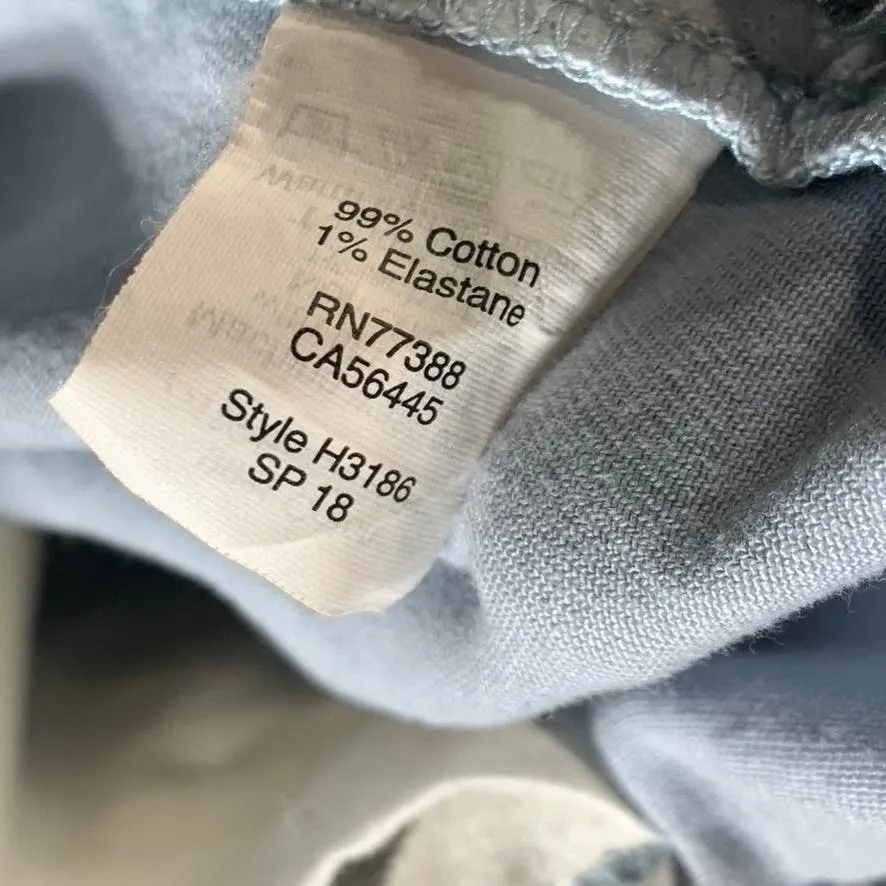 99% Cotton
1% Elastane
RN77388
CA56445
Style H3186
SP 18